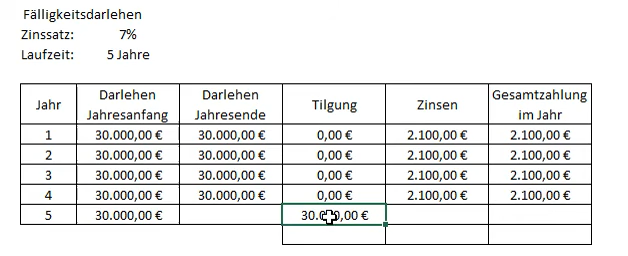 Fälligkeitsdarlehen
Zinssatz: 7%
Laufzeit: 5 Jahre
Jahr Darlehen Jahresanfang Darlehen Jahresende Tilgung Zinsen Gesamtzahlung im Jahr
1 30.000,00 € 30.000,00 € 0,00 € 2.100,00 € 2.100,00 €
2 30.000,00 € 30.000,00 € 0,00 € 2.100,00 € 2.100,00 €
3 30.000,00 € 30.000,00 € 0,00 € 2.100,00 € 2.100,00 €
4 30.000,00 € 30.000,00 € 0,00 € 2.100,00 € 2.100,00 €
5 30.000,00 € 30.000,00 €